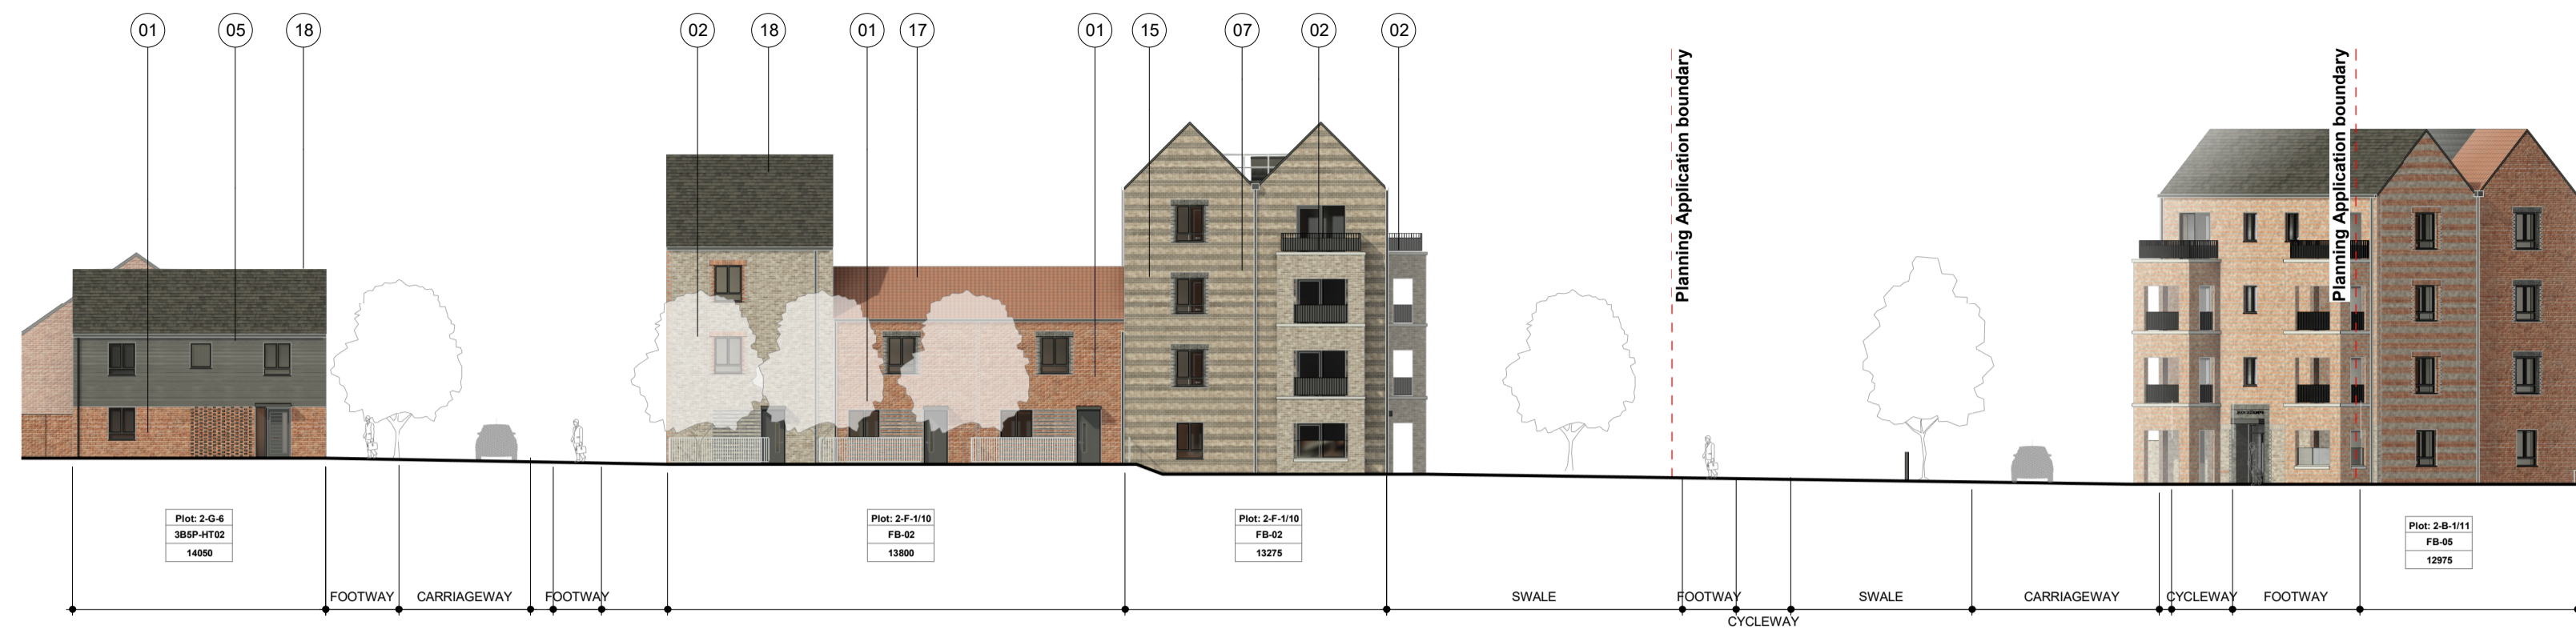 01
05
18
02
18
01
17
01
15
07
02
02
Planning Application boundary
Planning Application boundary
Plot: 2-G-6
3B5P-HT02
14050
Plot: 2-F-1/10
FB-02
13800
Plot: 2-F-1/10
FB-02
13275
Plot: 2-B-1/11
FB-05
12975
FOOTWAY
CARRIAGEWAY
FOOTWAY
SWALE
FOOTWAY
CYCLEWAY
SWALE
CARRIAGEWAY
CYCLEWAY
FOOTWAY